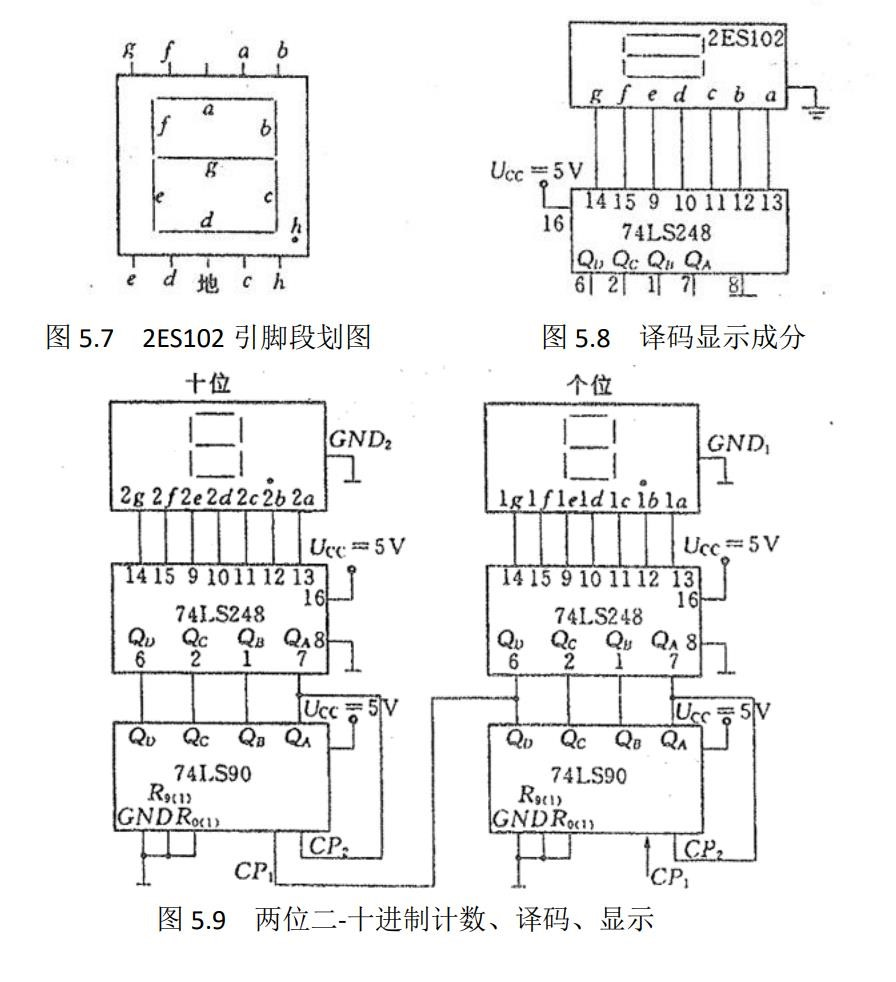 g f a b
a
f b
g
e c
d
h
e d 地 c h
图 5.7 2ES102 引脚段划图
2ES102
g f e d c b a
UCC=5V
14 15 9 10 11 12 13
16
74LS248
QD QC QB QA
6 2 1 7 8
图 5.8 译码显示成分
十位
GND2
2g 2f 2e 2d 2c 2b 2a
UCC=5V
14 15 9 10 11 12 13
16
74LS248
QD QC QB QA 8
6 2 1 7
UCC=5V
QD QC QB QA
74LS90
R9(1)
GND R0(1)
CP2
CP1
个位
GND1
1g 1f 1e 1d 1c 1b 1a
UCC=5V
14 15 9 10 11 12 13
16
74LS248
QD QC QB QA 8
6 2 1 7
UCC=5V
QD QC QB QA
74LS90
R9(1)
GND R0(1)
CP2
CP1
图 5.9 两位二-十进制计数、译码、显示